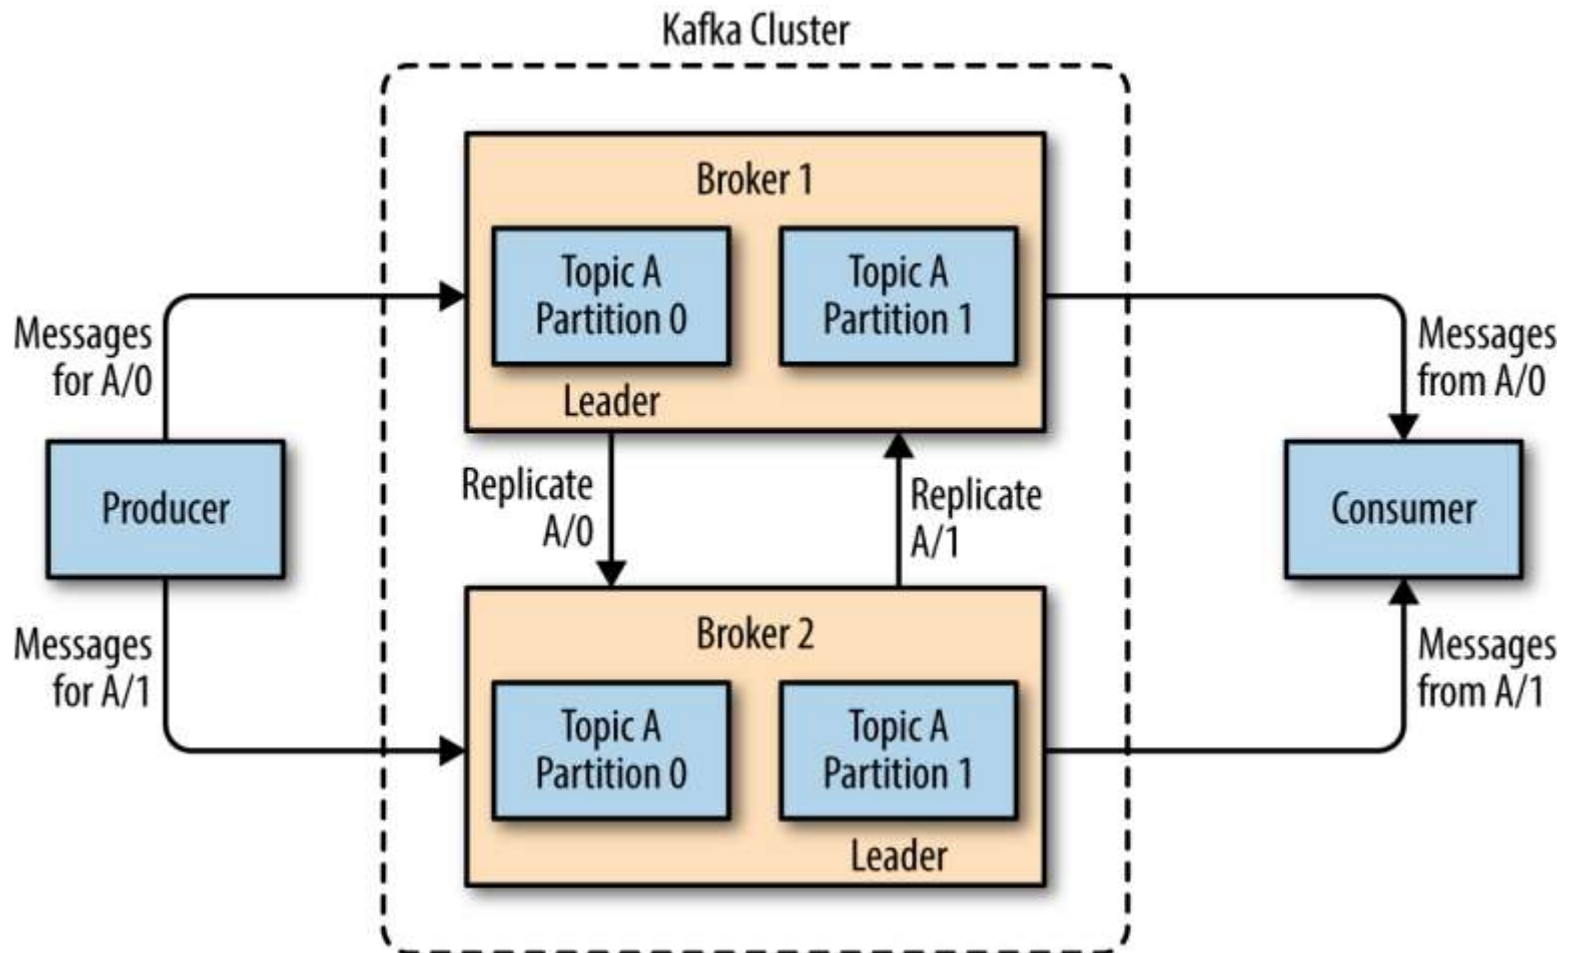 Kafka Cluster
Broker 1
Topic A
Partition 0
Topic A
Partition 1
Leader
Messages
for A/0
Messages
from A/0
Producer
Replicate
A/0
Replicate
A/1
Consumer
Messages
for A/1
Broker 2
Topic A
Partition 0
Topic A
Partition 1
Leader
Messages
from A/1